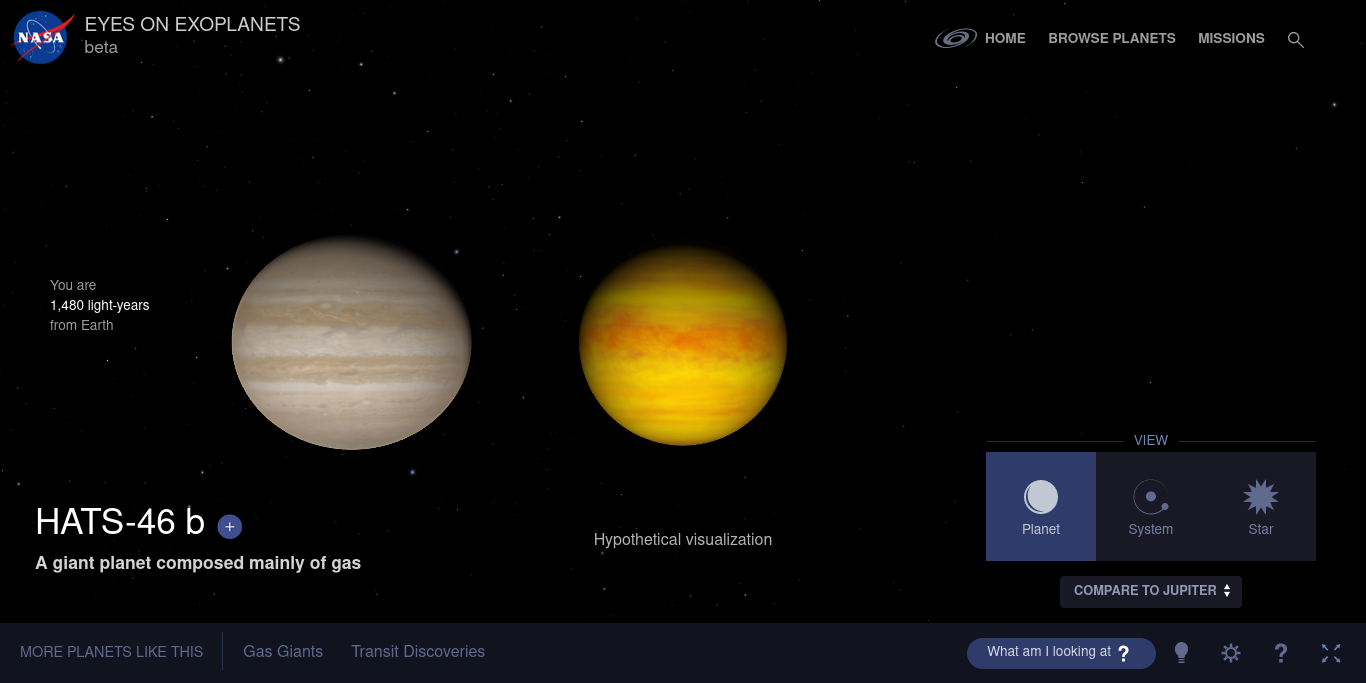 NASA
EYES ON EXOPLANETS
beta
HOME
BROWSE PLANETS
MISSIONS
You are
1,480 light-years
from Earth
HATS-46 b
+
A giant planet composed mainly of gas
Hypothetical visualization
VIEW
Planet
System
Star
COMPARE TO JUPITER
MORE PLANETS LIKE THIS
Gas Giants
Transit Discoveries
What am I looking at ?
?